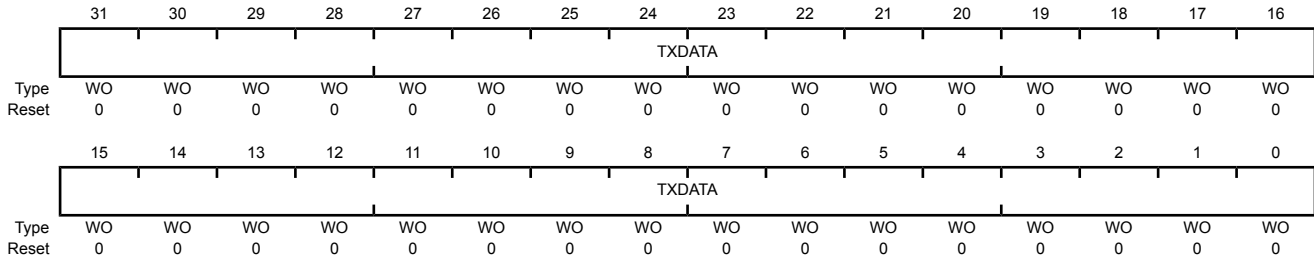 31 30 29 28 27 26 25 24 23 22 21 20 19 18 17 16
TXDATA
Type WO WO WO WO WO WO WO WO WO WO WO WO WO WO WO WO
Reset 0 0 0 0 0 0 0 0 0 0 0 0 0 0 0 0
15 14 13 12 11 10 9 8 7 6 5 4 3 2 1 0
TXDATA
Type WO WO WO WO WO WO WO WO WO WO WO WO WO WO WO WO
Reset 0 0 0 0 0 0 0 0 0 0 0 0 0 0 0 0